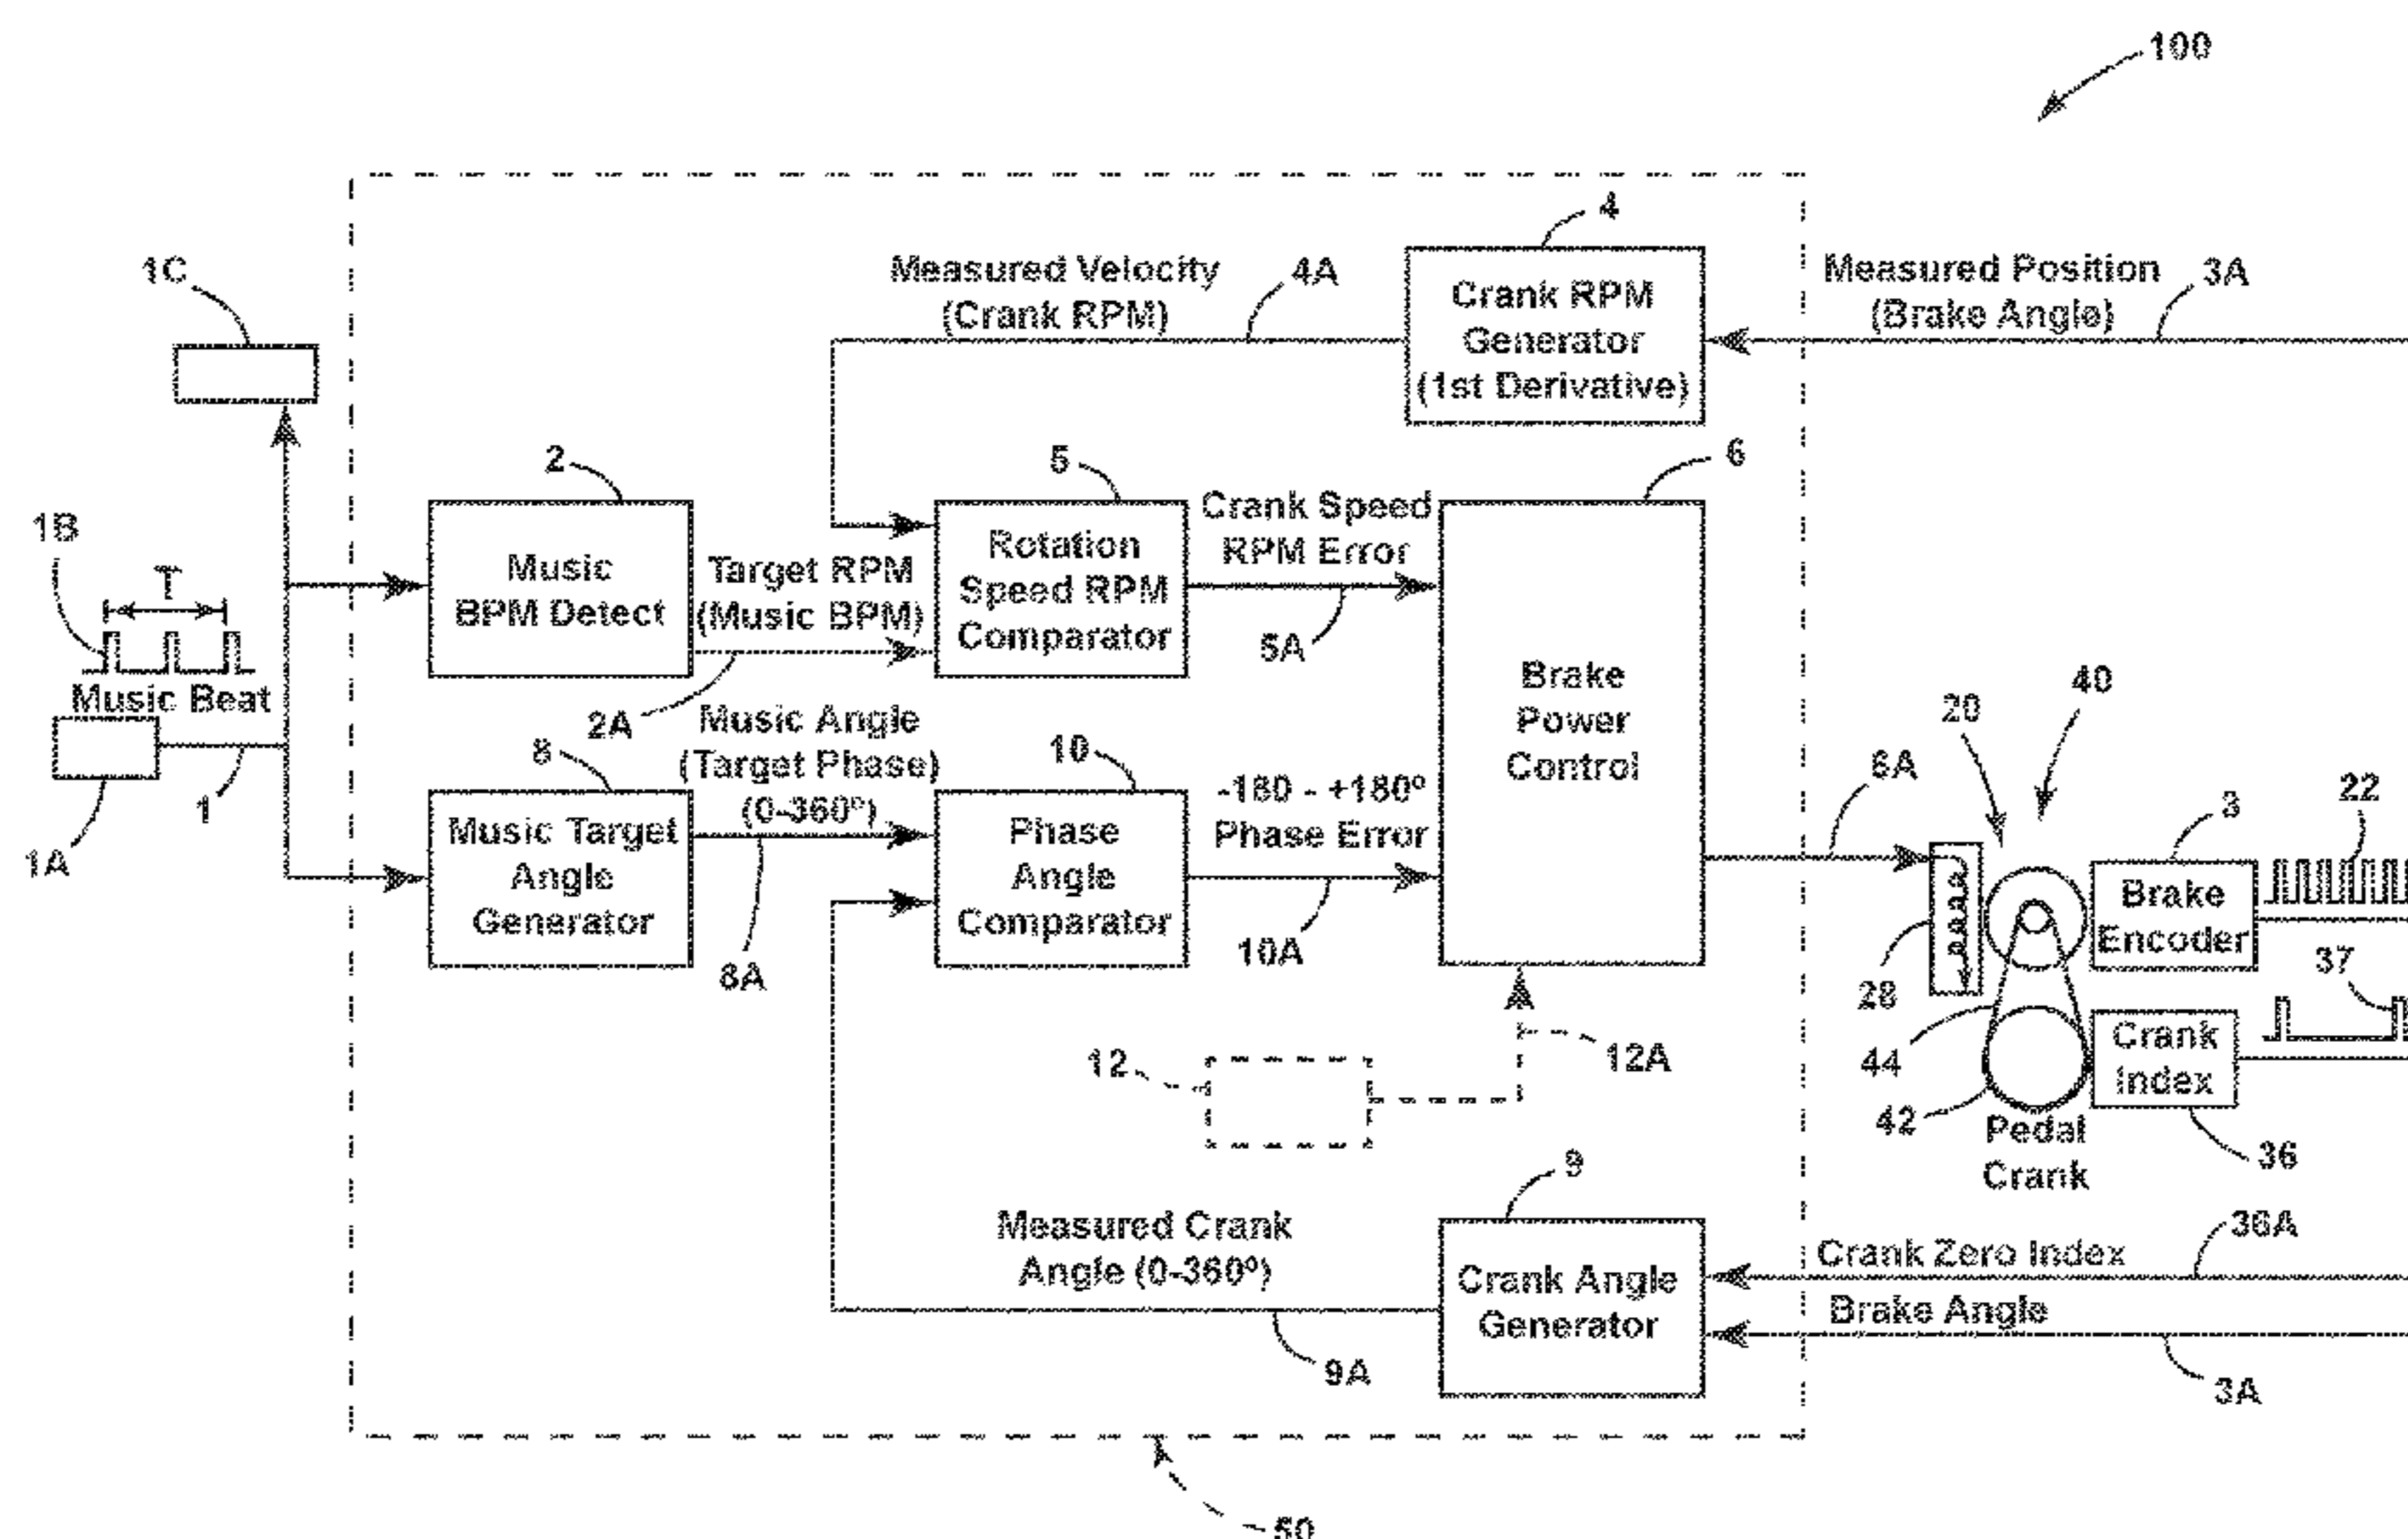 100
4
1C
Measured Velocity
(Crank RPM)
4A
Crank RPM
Generator
(1st Derivative)
Measured Position
(Brake Angle)
3A
2
5
6
1B
T
Music Beat
Music
BPM Detect
Target RPM
(Music BPM)
Rotation
Speed RPM
Comparator
Crank Speed
RPM Error
5A
Brake
Power
Control
2A
1
1A
8
Music Angle
(Target Phase)
(0-360º)
10
-180 - +180º
Phase Error
Music Target
Angle
Generator
8A
Phase
Angle
Comparator
10A
6A
20
40
3
22
Brake
Encoder
28
37
44
Crank
Index
42
Pedal
Crank
36
12
12A
9
Measured Crank
Angle (0-360º)
Crank Angle
Generator
36A
Crank Zero Index
Brake Angle
9A
3A
50